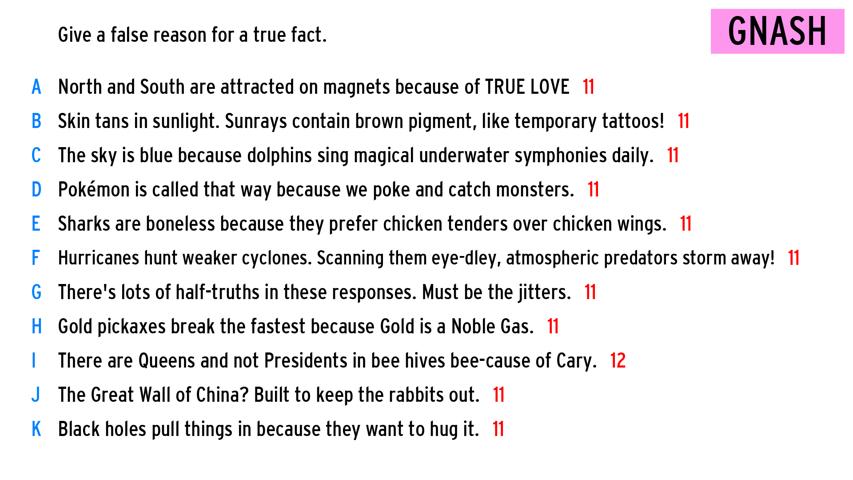 Give a false reason for a true fact.
GNASH
A North and South are attracted on magnets because of TRUE LOVE 11
B Skin tans in sunlight. Sunrays contain brown pigment, like temporary tattoos! 11
C The sky is blue because dolphins sing magical underwater symphonies daily. 11
D Pokémon is called that way because we poke and catch monsters. 11
E Sharks are boneless because they prefer chicken tenders over chicken wings. 11
F Hurricanes hunt weaker cyclones. Scanning them eye-dley, atmospheric predators storm away! 11
G There's lots of half-truths in these responses. Must be the jitters. 11
H Gold pickaxes break the fastest because Gold is a Noble Gas. 11
I There are Queens and not Presidents in bee hives bee-cause of Cary. 12
J The Great Wall of China? Built to keep the rabbits out. 11
K Black holes pull things in because they want to hug it. 11